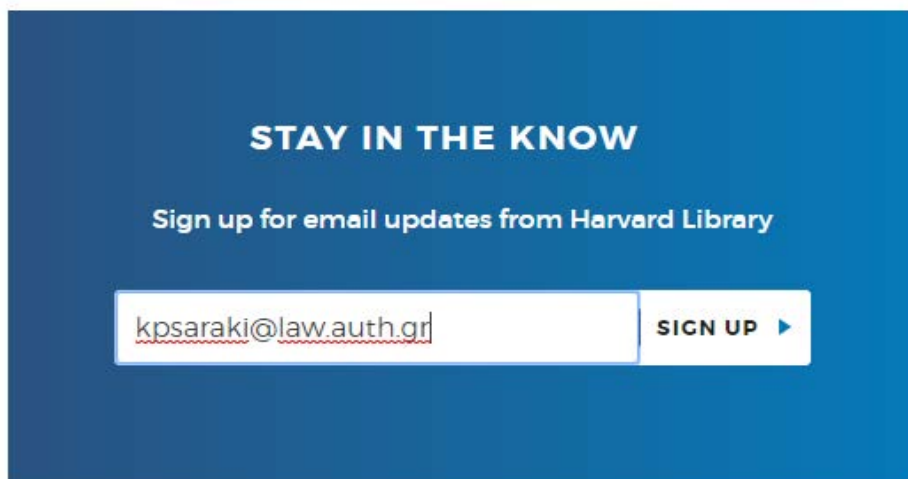 STAY IN THE KNOW
Sign up for email updates from Harvard Library
kpsaraki@law.auth.gr SIGN UP